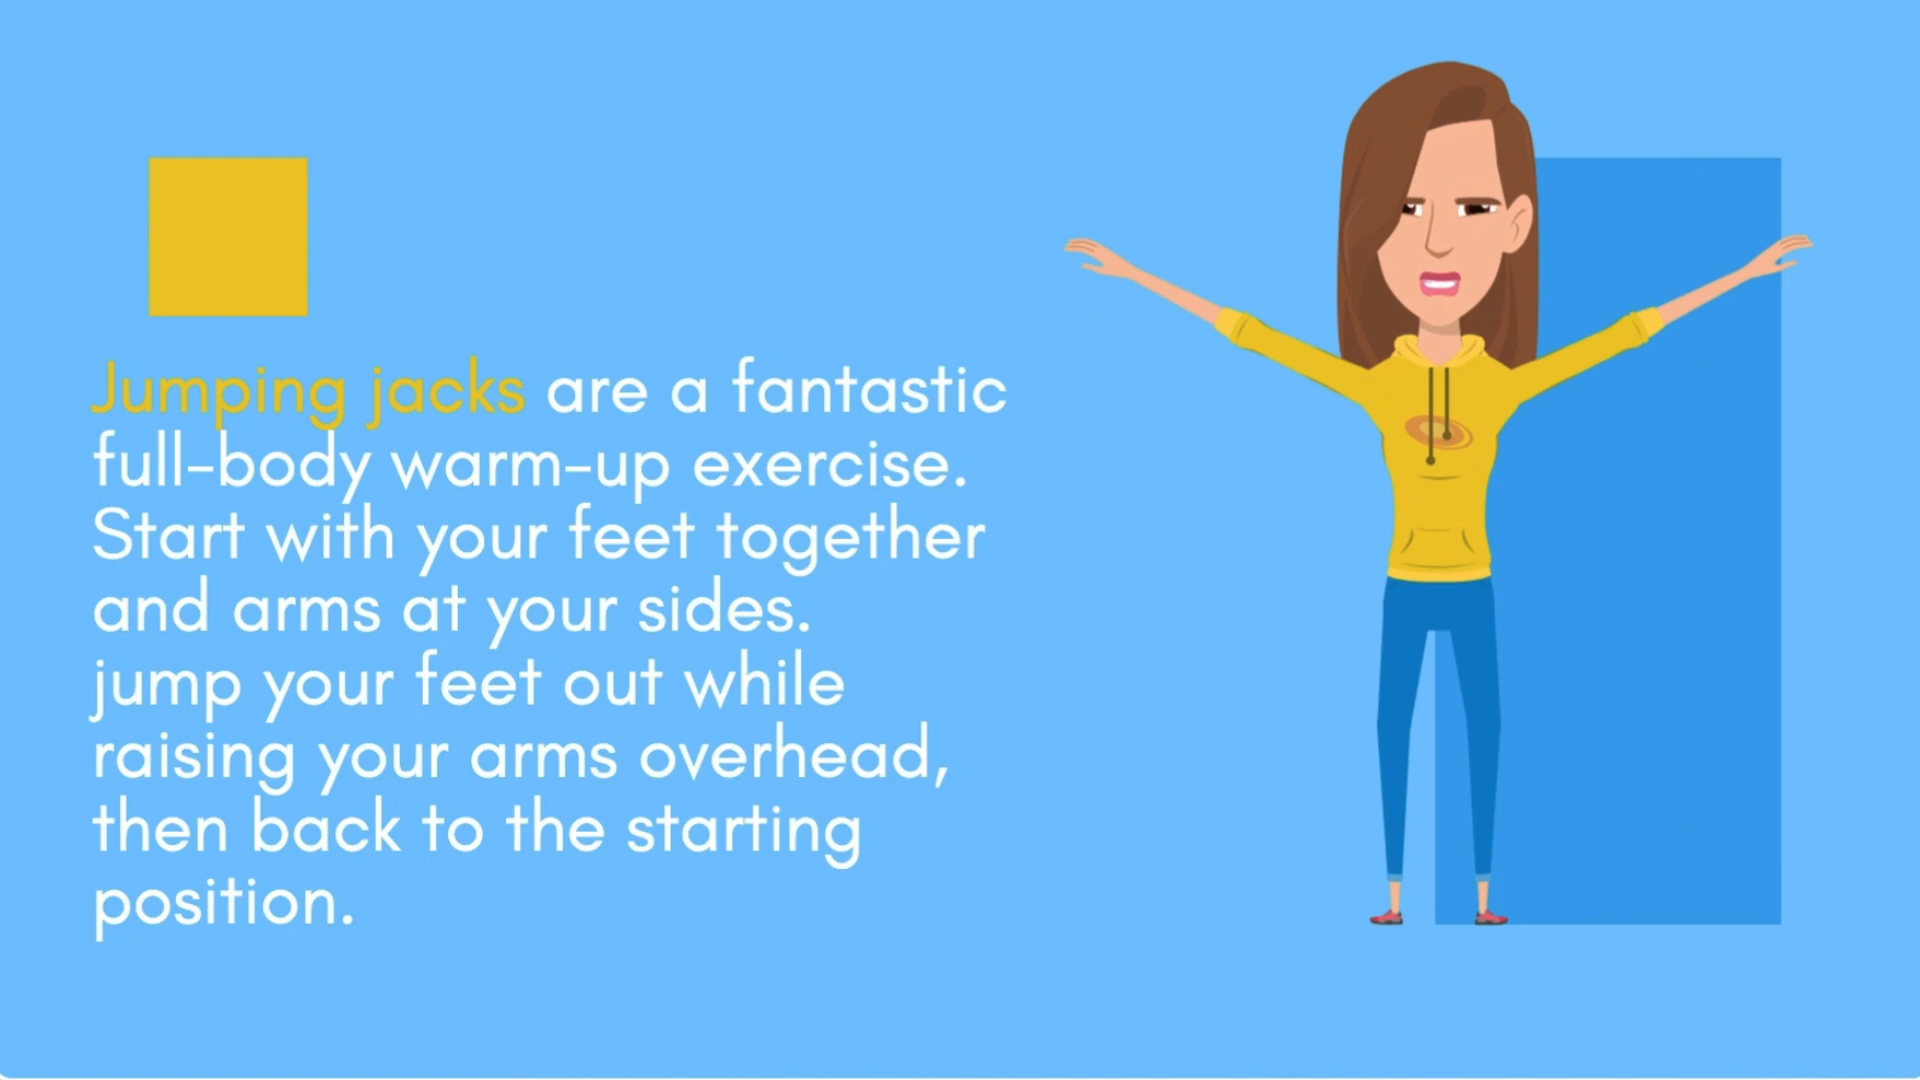 Jumping jacks are a fantastic
full-body warm-up exercise.
Start with your feet together
and arms at your sides.
jump your feet out while
raising your arms overhead,
then back to the starting
position.